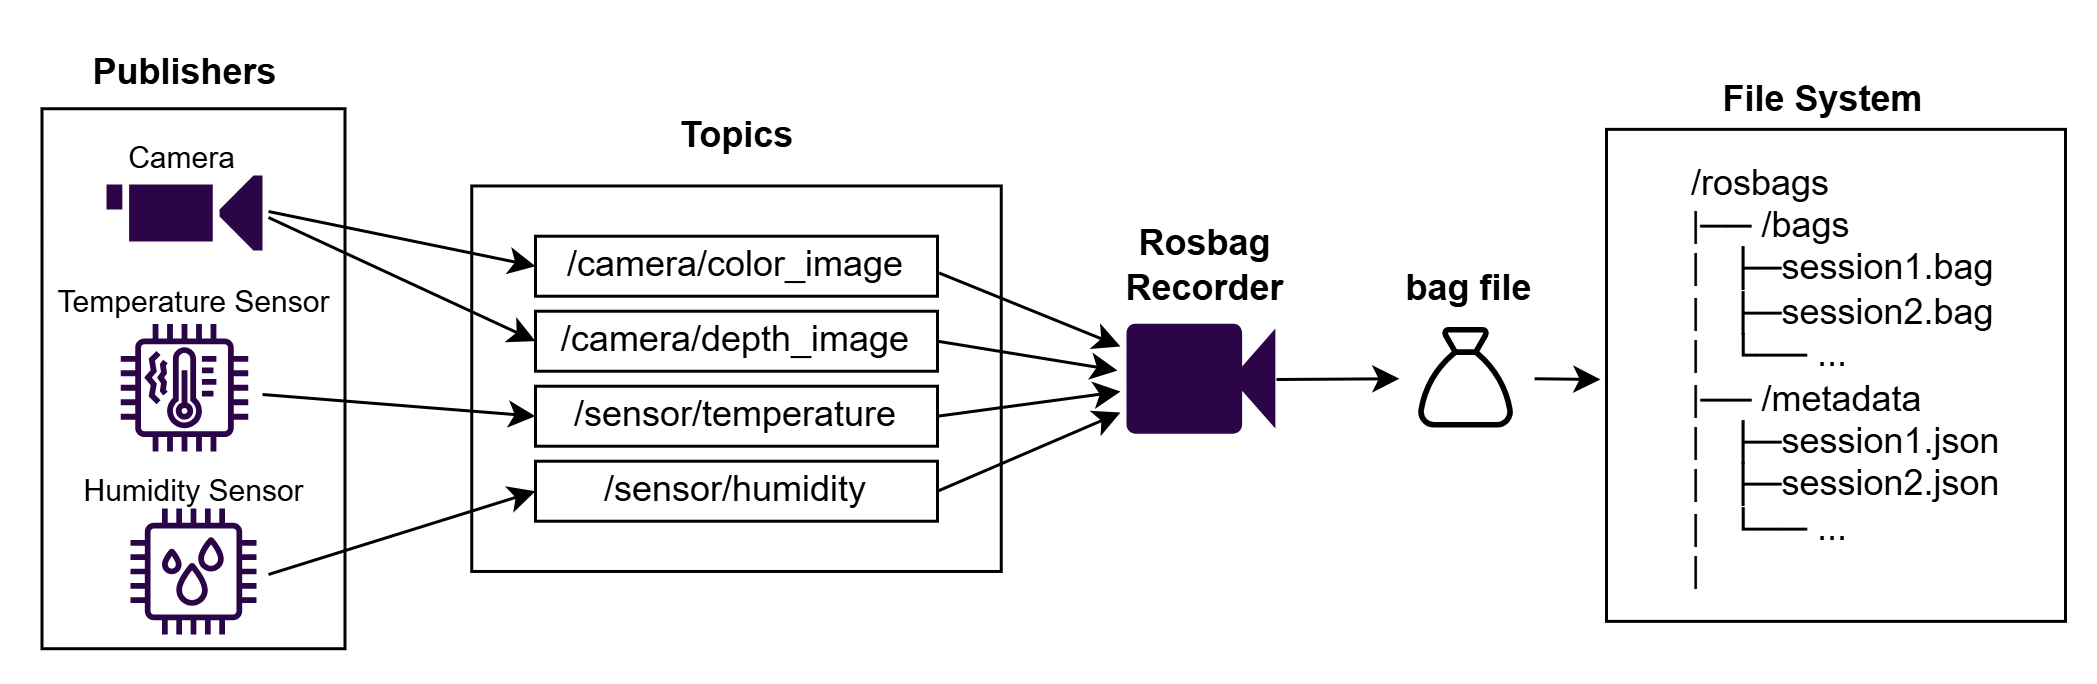 Publishers
Camera
Temperature Sensor
Humidity Sensor
Topics
/camera/color_image
/camera/depth_image
/sensor/temperature
/sensor/humidity
Rosbag
Recorder
bag file
File System
/rosbags
/bags
session1.bag
session2.bag
...
/metadata
session1.json
session2.json
...